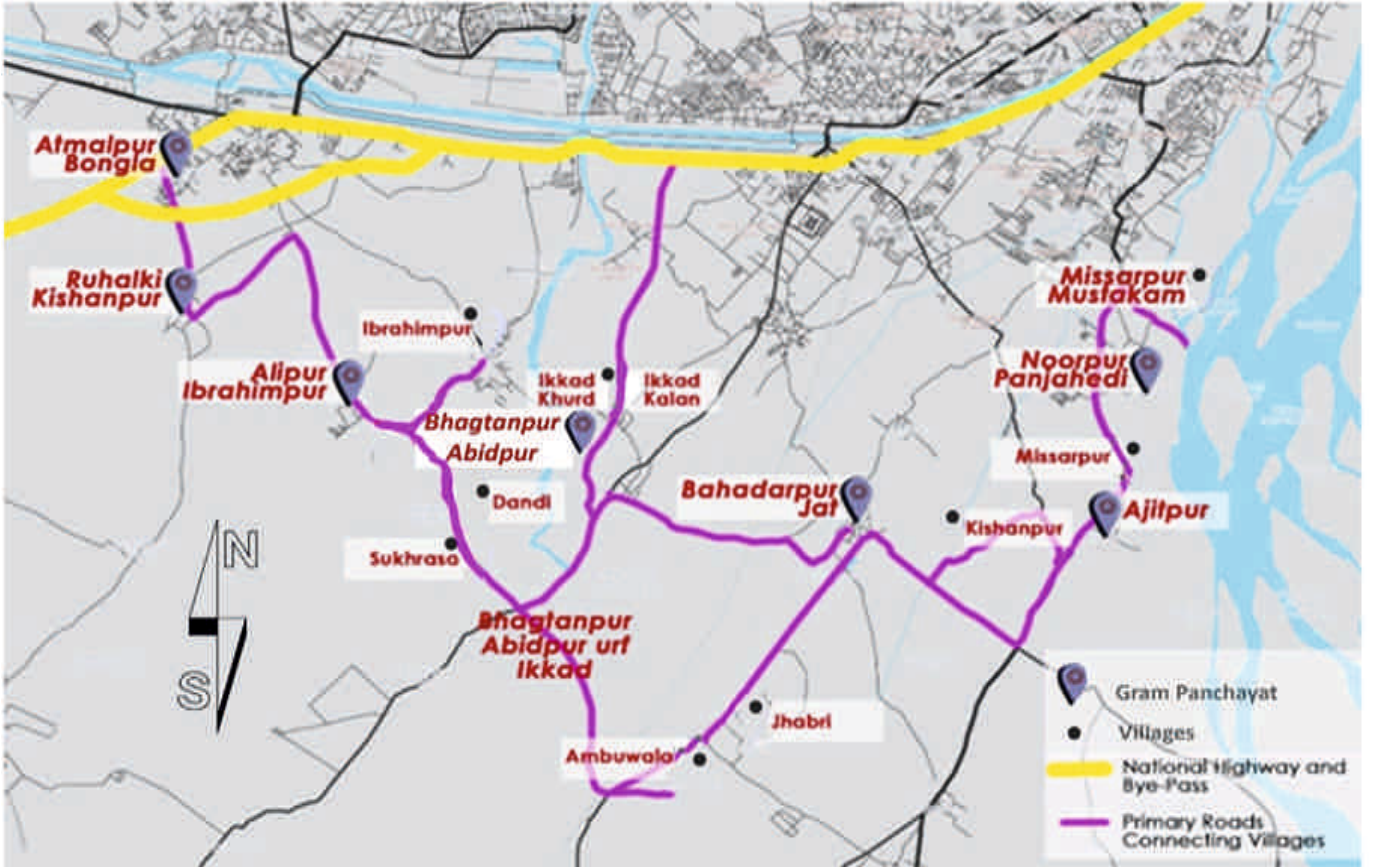 Atmalpur
Bongla
Ruhalki
Kishanpur
Alipur
Ibrahimpur
Ibrahimpur
Ikkad
Khurd
Ikkad
Kalan
Bhagtanpur
Abidpur
Dandi
Sukhrasa
Bhagtanpur
Abidpur urf
Ikkad
Bahadarpur
Jat
Kishanpur
Missarpur
Mustakam
Noorpur
Panjahedi
Missarpur
Ajitpur
Jhabri
Ambuwala
N
S
Gram Panchayat
Villages
National Highway and
Bye-Pass
Primary Roads
Connecting Villages